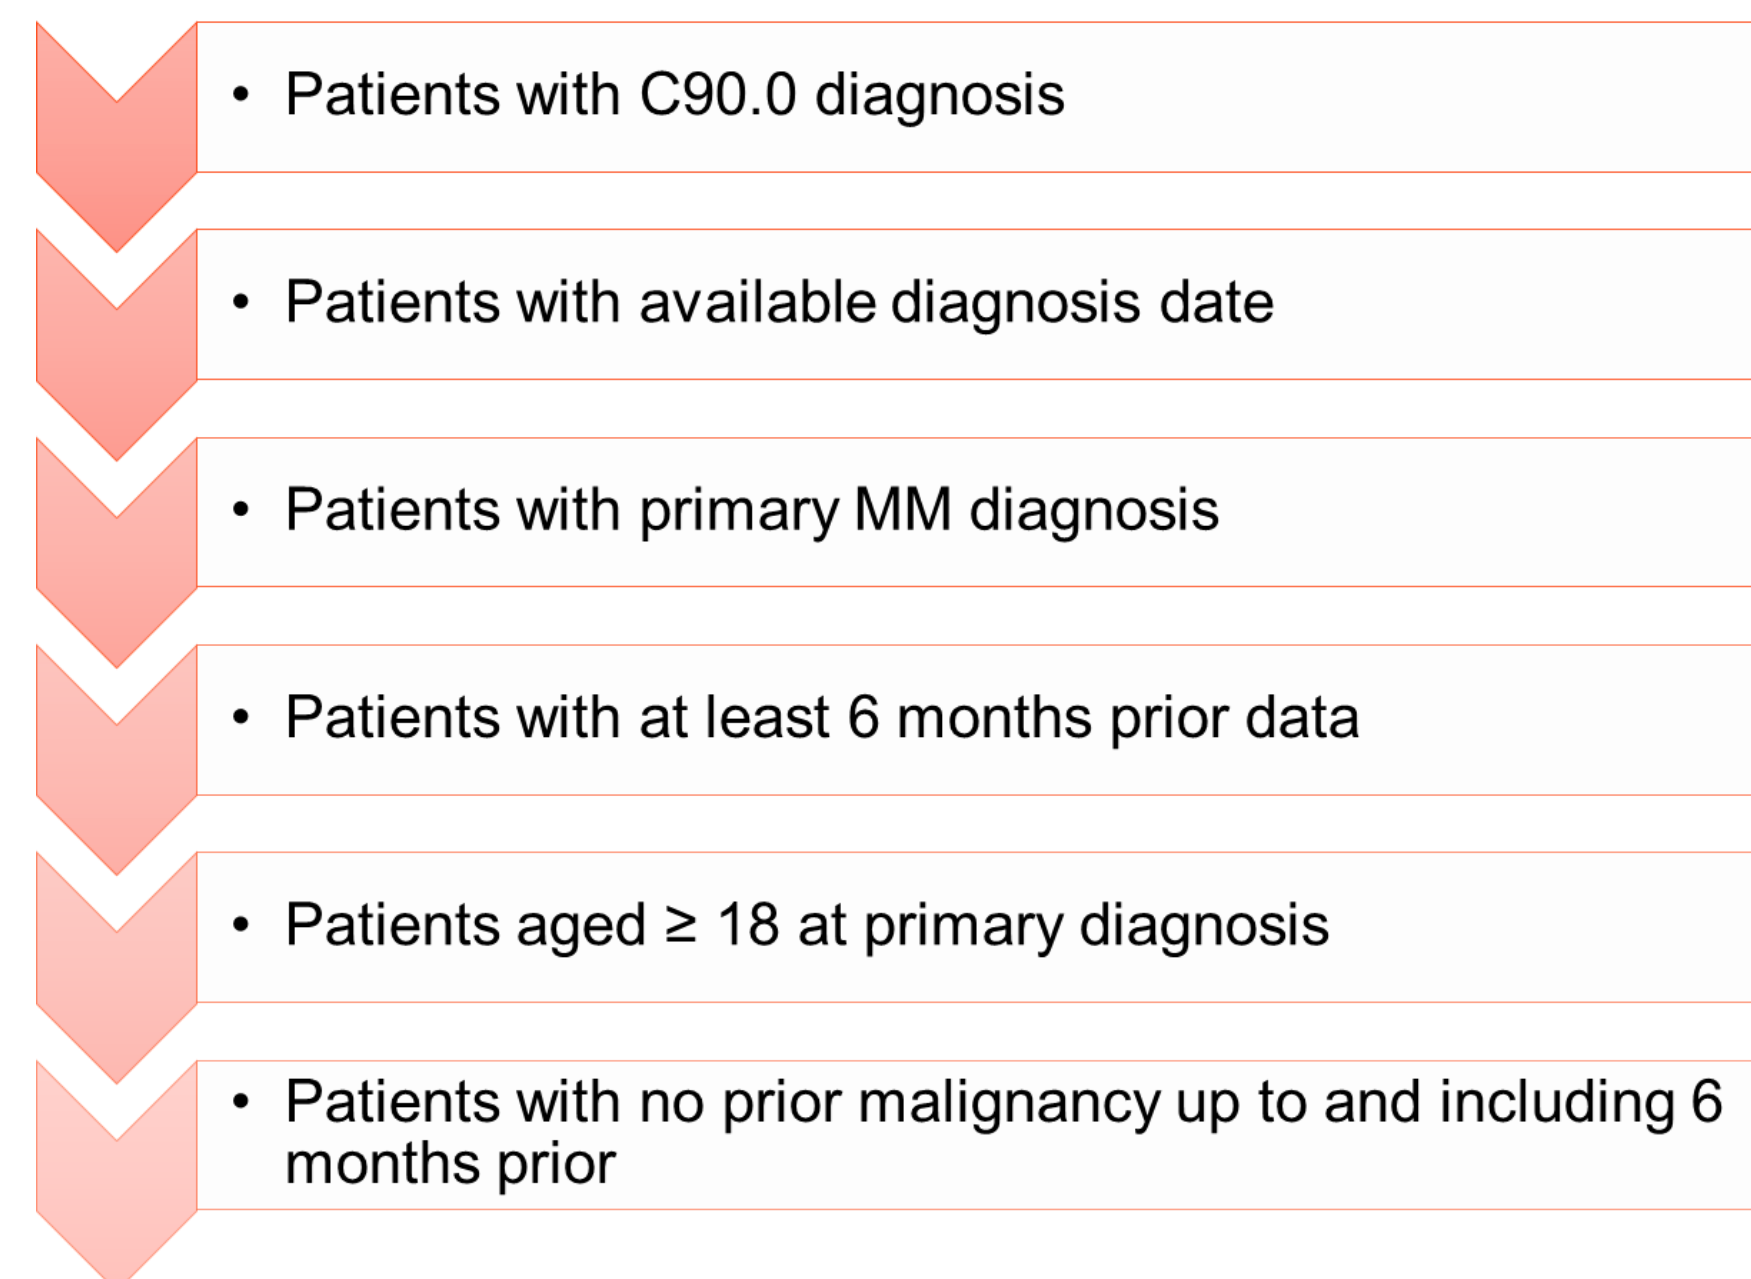 • Patients with C90.0 diagnosis
• Patients with available diagnosis date
• Patients with primary MM diagnosis
• Patients with at least 6 months prior data
• Patients aged ≥ 18 at primary diagnosis
• Patients with no prior malignancy up to and including 6
months prior